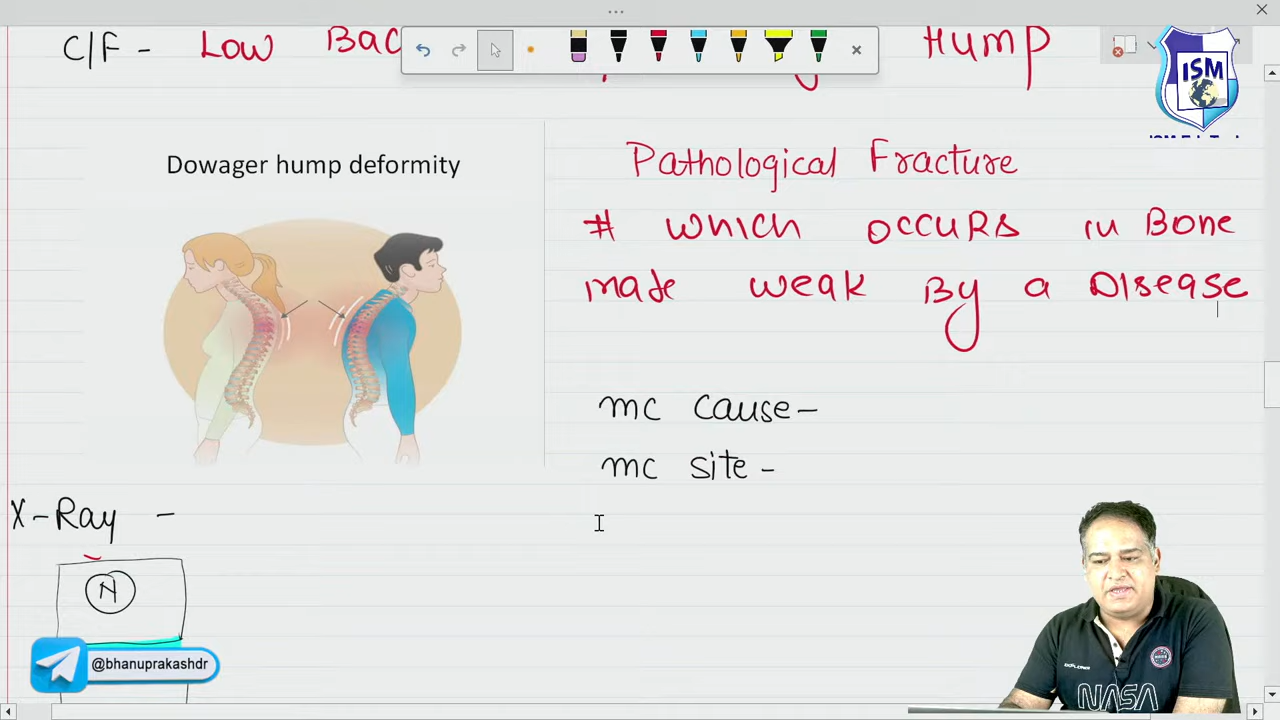 C/F - Low Bac
Hump
ISM
Dowager hump deformity
Pathological Fracture
# which occurs in Bone
made weak By a Disease
mc cause-
mc site -
X-Ray -
N
@bhanuprakashdr
NASA